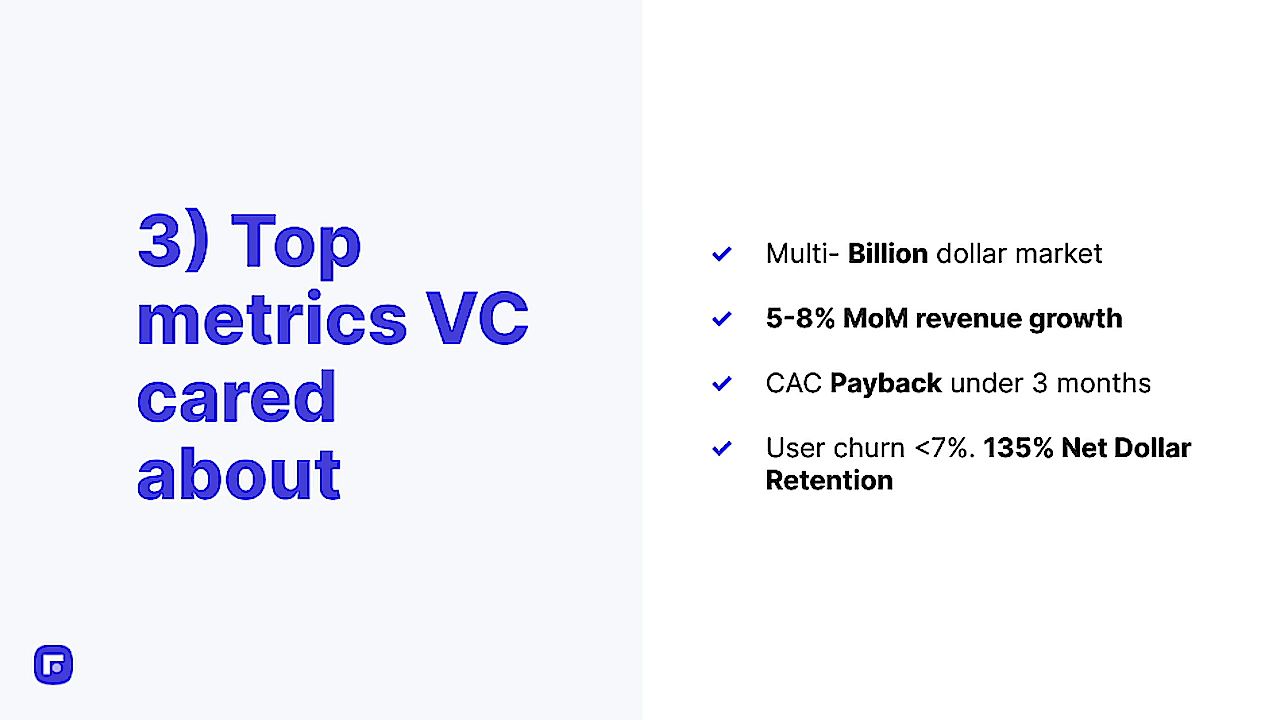 3) Top
metrics VC
cared
about
Multi- Billion dollar market
5-8% MoM revenue growth
CAC Payback under 3 months
User churn <7%. 135% Net Dollar
Retention